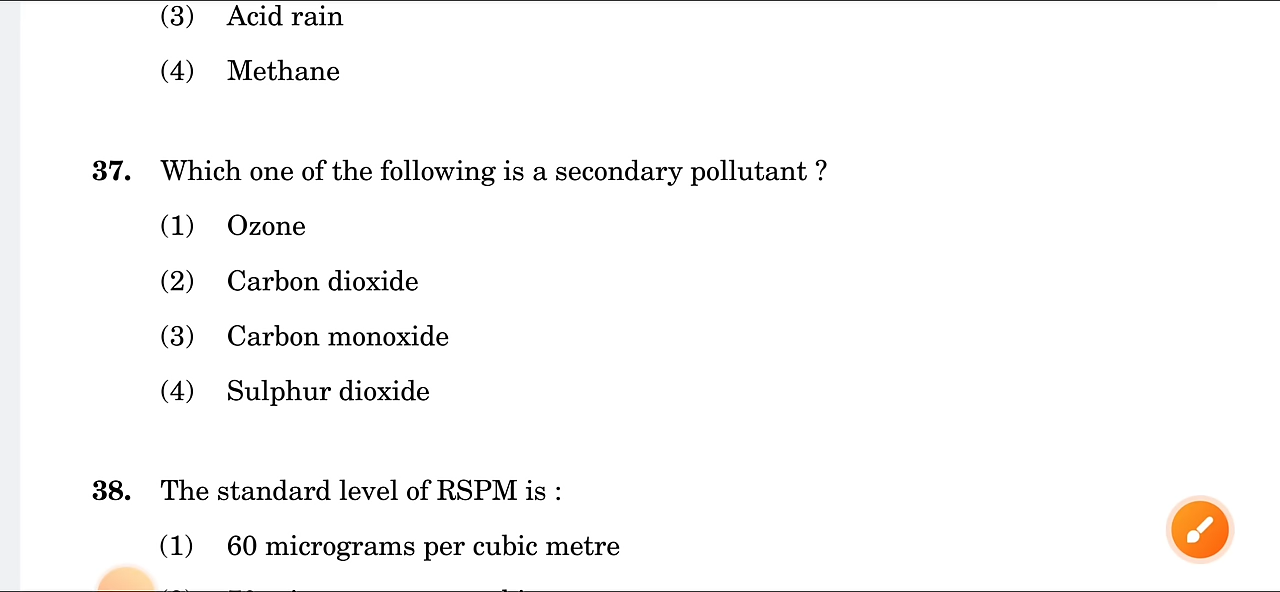 (3) Acid rain
(4) Methane
37. Which one of the following is a secondary pollutant ?
(1) Ozone
(2) Carbon dioxide
(3) Carbon monoxide
(4) Sulphur dioxide
38. The standard level of RSPM is :
(1) 60 micrograms per cubic metre